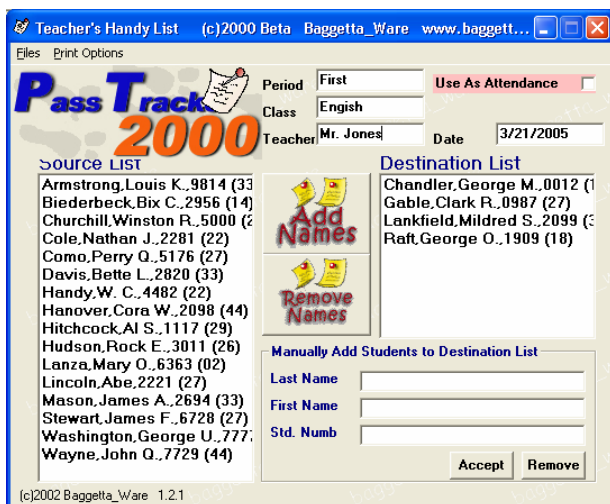 Teacher's Handy List (c)2000 Beta Baggetta_Ware www.baggett...
Files Print Options
Pass Track
2000
Period First
Class Engish
Teacher Mr. Jones
Use As Attendance
Date 3/21/2005
Source List
Armstrong,Louis K.,9814 (33
Biederbeck,Bix C.,2956 (14)
Churchill,Winston R.,5000 (2
Cole,Nathan J.,2281 (22)
Como,Perry Q.,5176 (27)
Davis,Bette L.,2820 (33)
Handy,W. C.,4482 (22)
Hanover,Cora W.,2098 (44)
Hitchcock,Al S.,1117 (29)
Hudson,Rock E.,3011 (26)
Lanza,Mary O.,6363 (02)
Lincoln,Abe,2221 (27)
Mason,James A.,2694 (33)
Stewart,James F.,6728 (27)
Washington,George U.,777
Wayne,John Q.,7729 (44)
Add
Names
Remove
Names
Destination List
Chandler,George M.,0012 (1
Gable,Clark R.,0987 (27)
Lankfield,Mildred S.,2099 (3
Raft,George O.,1909 (18)
Manually Add Students to Destination List
Last Name
First Name
Std. Numb
Accept Remove
(c)2002 Baggetta_Ware 1.2.1